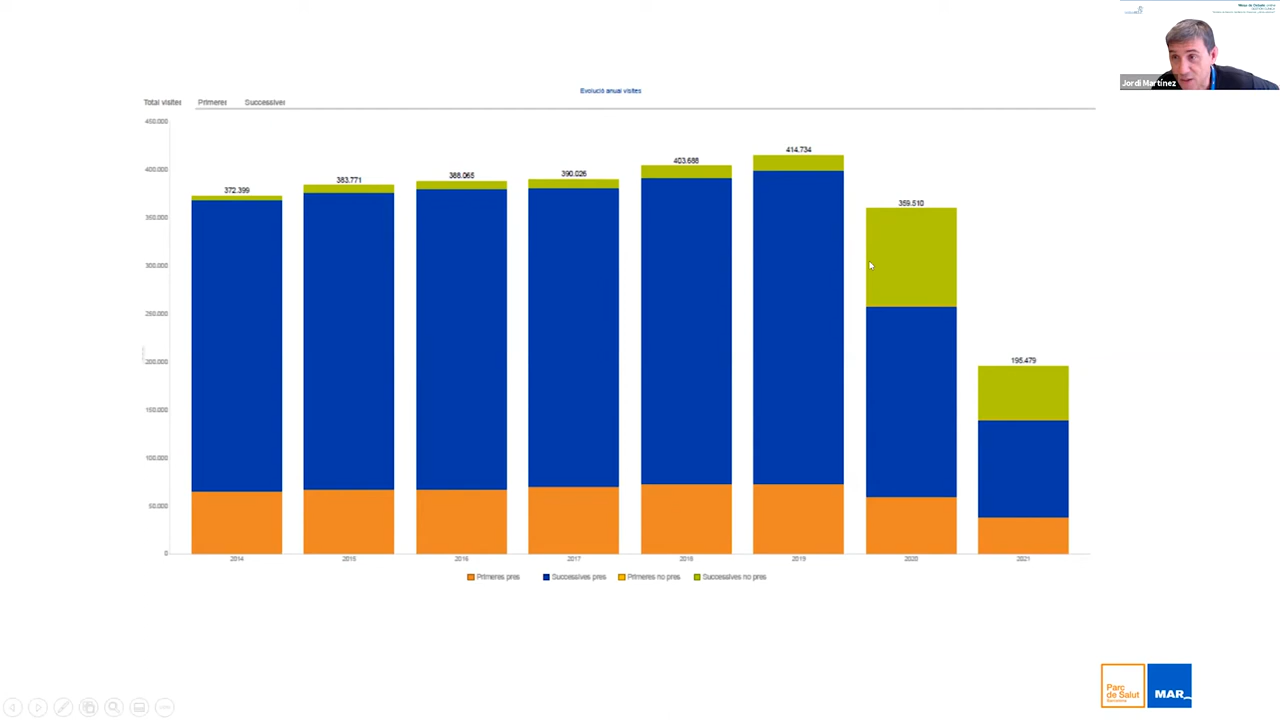 Jordi Martínez
Evolució anual visites
Total visites Primeres Successives
450.000
400.000
350.000
300.000
250.000
200.000
150.000
100.000
50.000
0
372.399
383.771
388.065
390.026
403.688
414.734
359.510
195.479
2014 2015 2016 2017 2018 2019 2020 2021
Primeres pres Successives pres Primeres no pres Successives no pres
Parc
de Salut
Barcelona
MAR